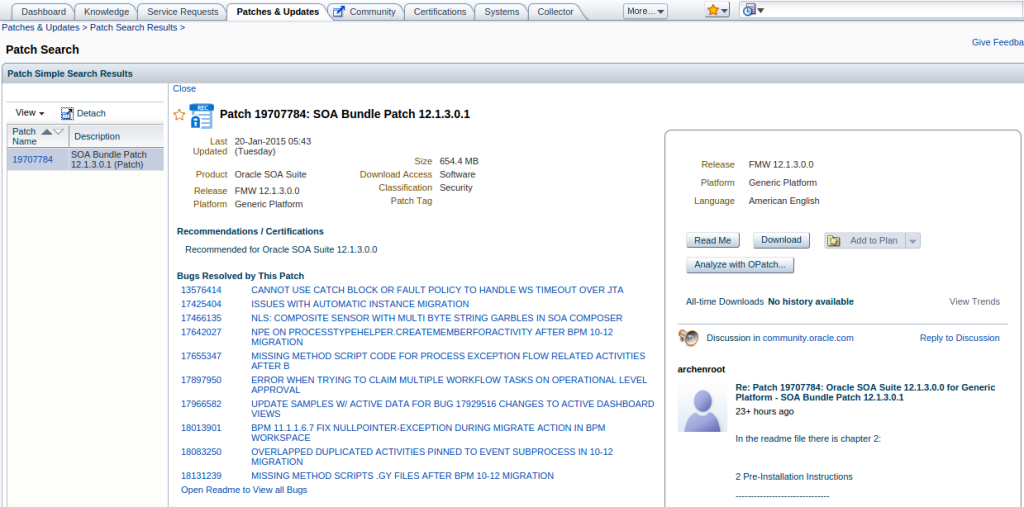 Dashboard Knowledge Service Requests Patches & Updates Community Certifications Systems Collector More...
Patches & Updates > Patch Search Results >
Give Feedba
Patch Search
Patch Simple Search Results
View Detach
Patch Name Description
19707784 SOA Bundle Patch
12.1.3.0.1 (Patch)
Close
REC
Patch 19707784: SOA Bundle Patch 12.1.3.0.1
Last Updated 20-Jan-2015 05:43
(Tuesday)
Product Oracle SOA Suite
Release FMW 12.1.3.0.0
Platform Generic Platform
Size 654.4 MB
Download Access Software
Classification Security
Patch Tag
Recommendations / Certifications
Recommended for Oracle SOA Suite 12.1.3.0.0
Bugs Resolved by This Patch
13576414 CANNOT USE CATCH BLOCK OR FAULT POLICY TO HANDLE WS TIMEOUT OVER JTA
17425404 ISSUES WITH AUTOMATIC INSTANCE MIGRATION
17466135 NLS: COMPOSITE SENSOR WITH MULTI BYTE STRING GARBLES IN SOA COMPOSER
17642027 NPE ON PROCESSTYPEHELPER.CREATEMEMBERFORACTIVITY AFTER BPM 10-12
MIGRATION
17655347 MISSING METHOD SCRIPT CODE FOR PROCESS EXCEPTION FLOW RELATED ACTIVITIES
AFTER B
17897950 ERROR WHEN TRYING TO CLAIM MULTIPLE WORKFLOW TASKS ON OPERATIONAL LEVEL
APPROVAL
17966582 UPDATE SAMPLES W/ ACTIVE DATA FOR BUG 17929516 CHANGES TO ACTIVE DASHBOARD
VIEWS
18013901 BPM 11.1.1.6.7 FIX NULLPOINTER-EXCEPTION DURING MIGRATE ACTION IN BPM
WORKSPACE
18083250 OVERLAPPED DUPLICATED ACTIVITIES PINNED TO EVENT SUBPROCESS IN 10-12
MIGRATION
18131239 MISSING METHOD SCRIPTS .GY FILES AFTER BPM 10-12 MIGRATION
Open Readme to View all Bugs
Release FMW 12.1.3.0.0
Platform Generic Platform
Language American English
Read Me Download Add to Plan
Analyze with OPatch...
All-time Downloads No history available View Trends
Discussion in community.oracle.com Reply to Discussion
archenroot
Re: Patch 19707784: Oracle SOA Suite 12.1.3.0.0 for Generic
Platform - SOA Bundle Patch 12.1.3.0.1
23+ hours ago
In the readme file there is chapter 2:
2 Pre-Installation Instructions
-------------------------------